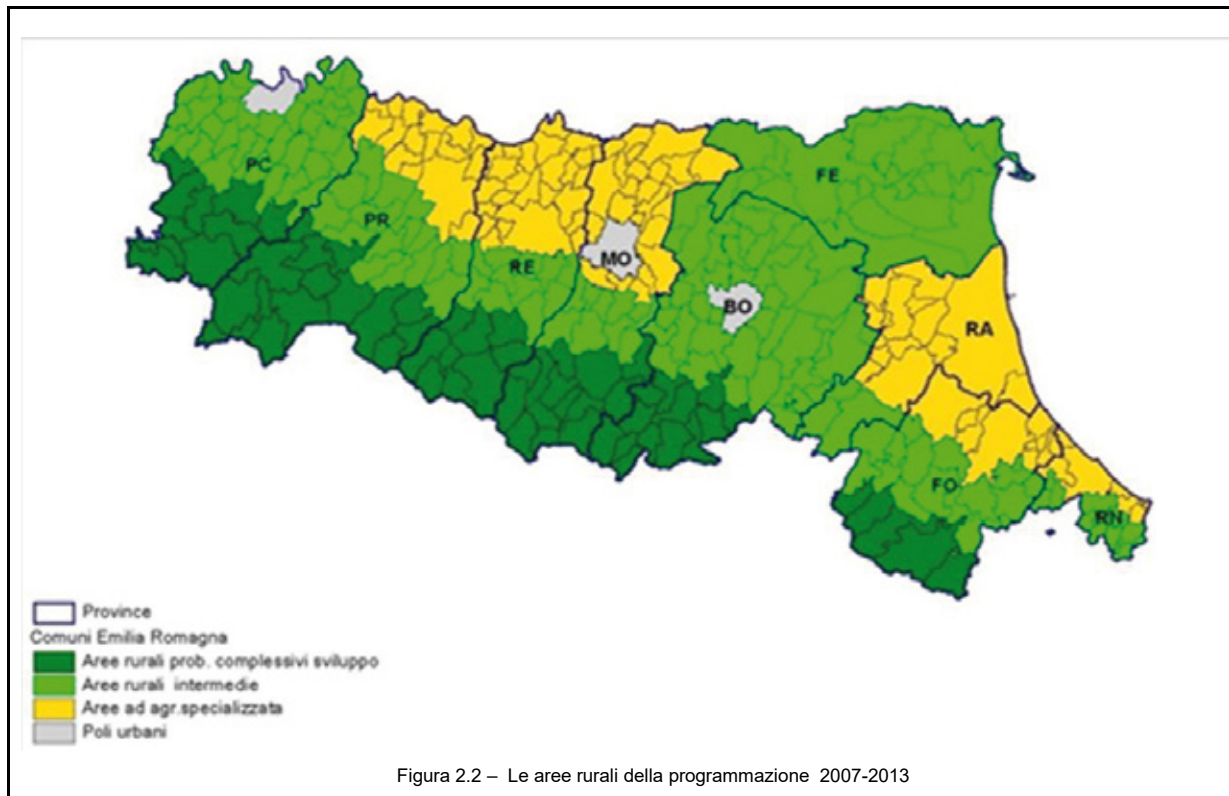 PC
FE
PR
RE
MO
BO
RA
FO
RN
Province
Comuni Emilia Romagna
Aree rurali prob. complessivi sviluppo
Aree rurali intermedie
Aree ad agr.specializzata
Poli urbani
Figura 2.2 – Le aree rurali della programmazione 2007-2013